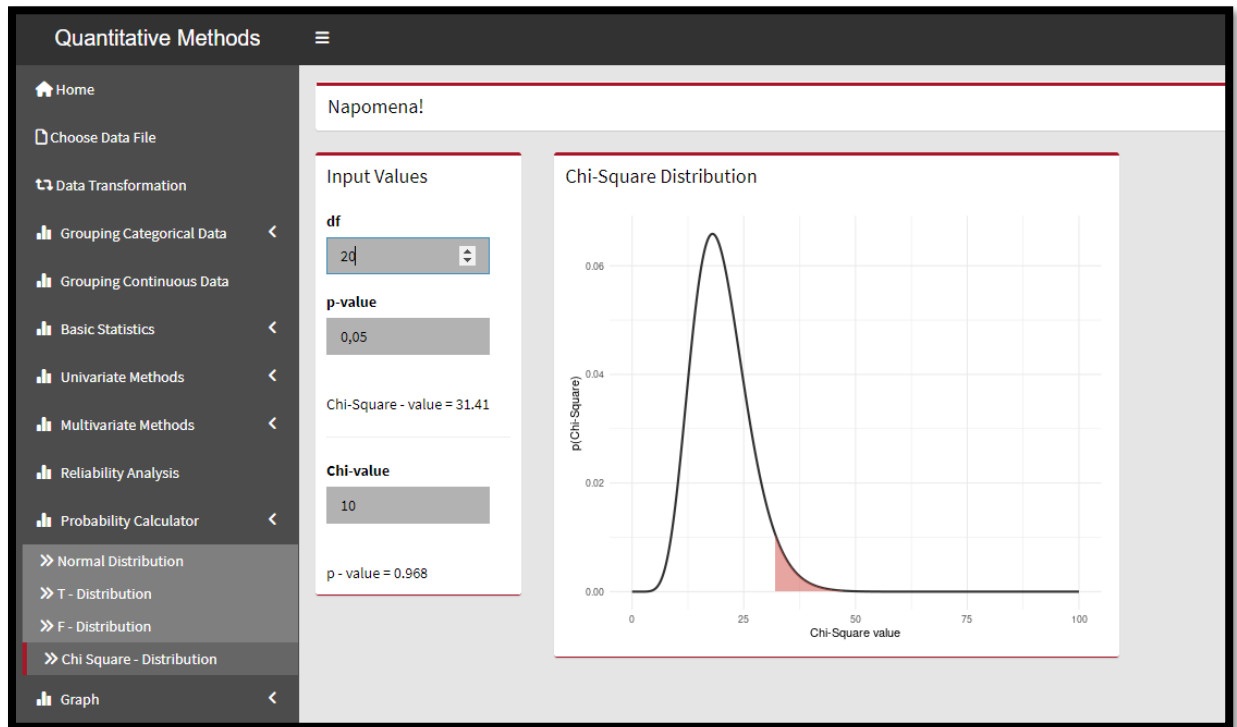 Quantitative Methods
Home
Choose Data File
Data Transformation
Grouping Categorical Data
Grouping Continuous Data
Basic Statistics
Univariate Methods
Multivariate Methods
Reliability Analysis
Probability Calculator
Normal Distribution
T - Distribution
F - Distribution
Chi Square - Distribution
Graph
Napomena!
Input Values
df
20
p-value
0,05
Chi-Square - value = 31.41
Chi-value
10
p - value = 0.968
Chi-Square Distribution
p(Chi-Square)
0.06
0.04
0.02
0.00
0 25 50 75 100
Chi-Square value